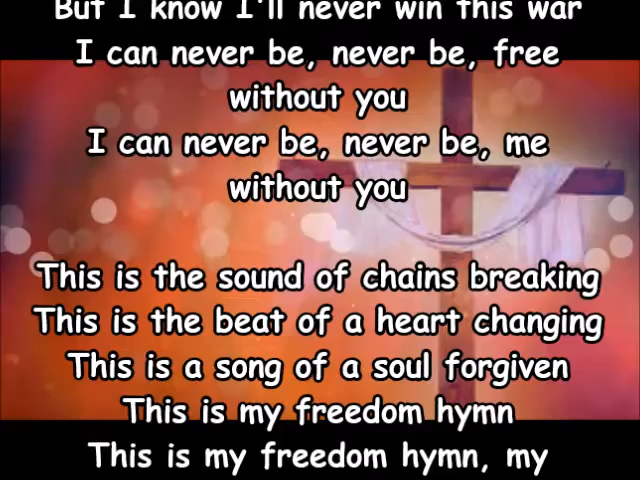 But I know I'll never win this war
I can never be, never be, free
without you
I can never be, never be, me
without you
This is the sound of chains breaking
This is the beat of a heart changing
This is a song of a soul forgiven
This is my freedom hymn
This is my freedom hymn, my